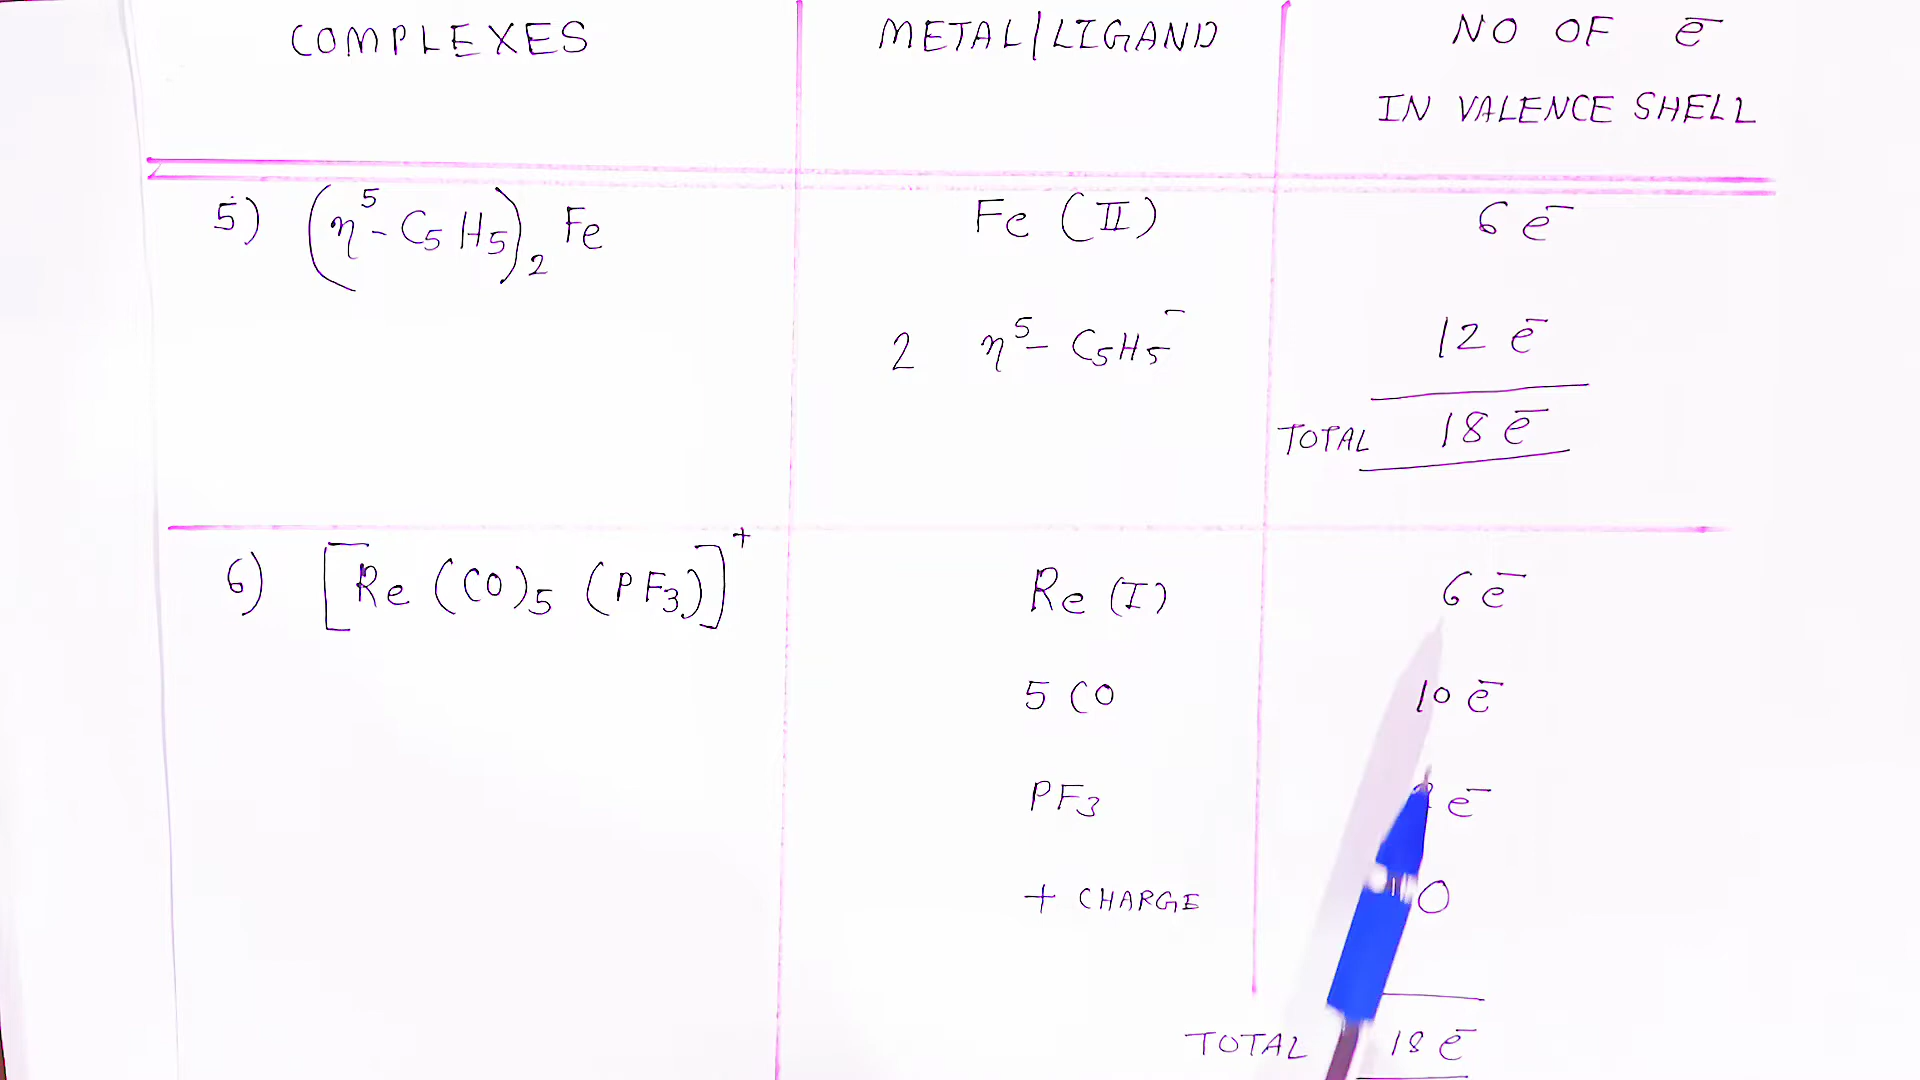 COMPLEXES METAL/LIGAND NO OF e⁻
IN VALENCE SHELL
5) (η⁵-C₅H₅)₂ Fe Fe (II) 6 e⁻
2 η⁵-C₅H₅⁻ 12 e⁻
TOTAL 18 e⁻
6) [Re (CO)₅ (PF₃)]⁺ Re (I) 6 e⁻
5 CO 10 e⁻
PF₃ e⁻
+ CHARGE 0
TOTAL 18 e⁻